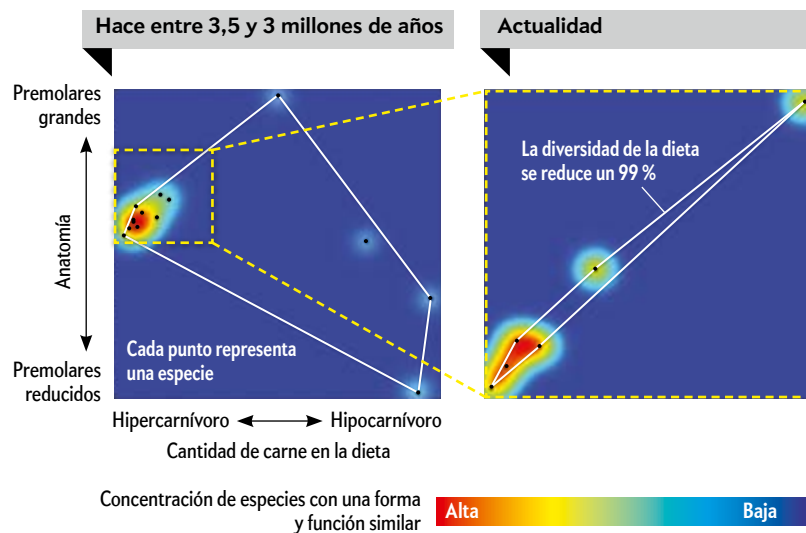 Hace entre 3,5 y 3 millones de años
Actualidad
Premolares
grandes
Anatomía
Premolares
reducidos
Cada punto representa
una especie
La diversidad de la dieta
se reduce un 99 %
Hipercarnívoro
Hipocarnívoro
Cantidad de carne en la dieta
Concentración de especies con una forma
y función similar
Alta
Baja